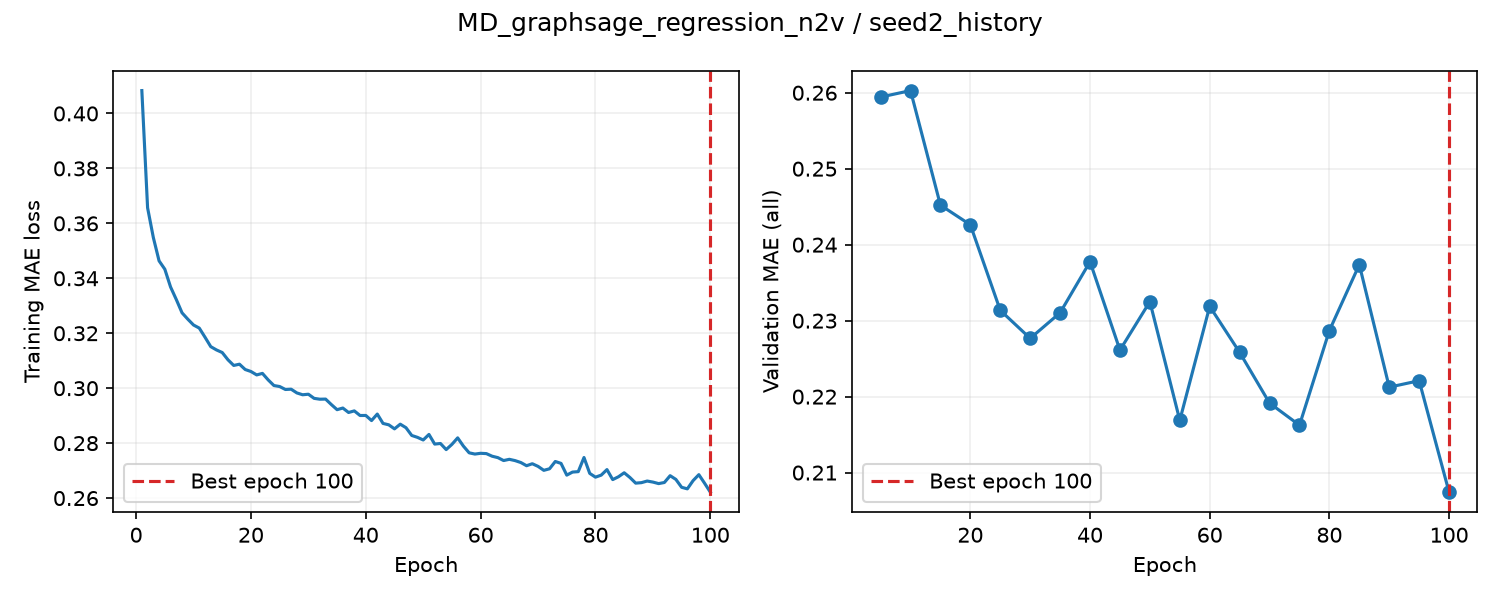 MD_graphsage_regression_n2v / seed2_history
Training MAE loss
0.40
0.38
0.36
0.34
0.32
0.30
0.28
0.26
Best epoch 100
0 20 40 60 80 100
Epoch
Validation MAE (all)
0.26
0.25
0.24
0.23
0.22
0.21
Best epoch 100
20 40 60 80 100
Epoch